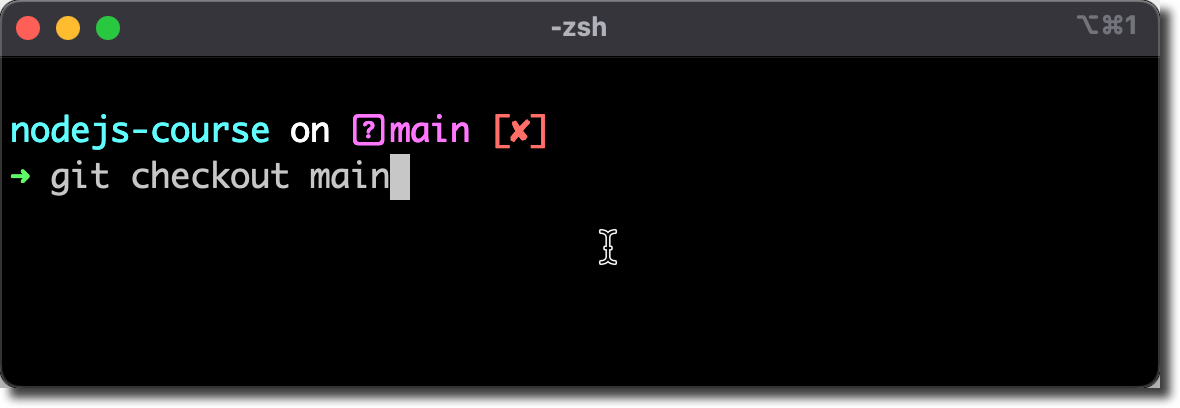 -zsh
⌥⌘1
nodejs-course on [?]main [✘]
➜ git checkout main